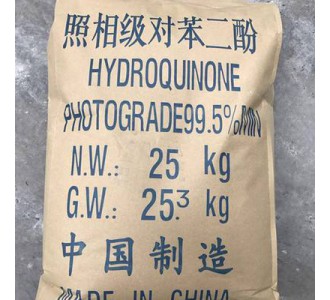 照相级对苯二酚
HYDROQUINONE
PHOTOGRADE99.5%MIN
N.W.: 25 kg
G.W.: 25.3 kg
中国制造
MADE IN CHINA